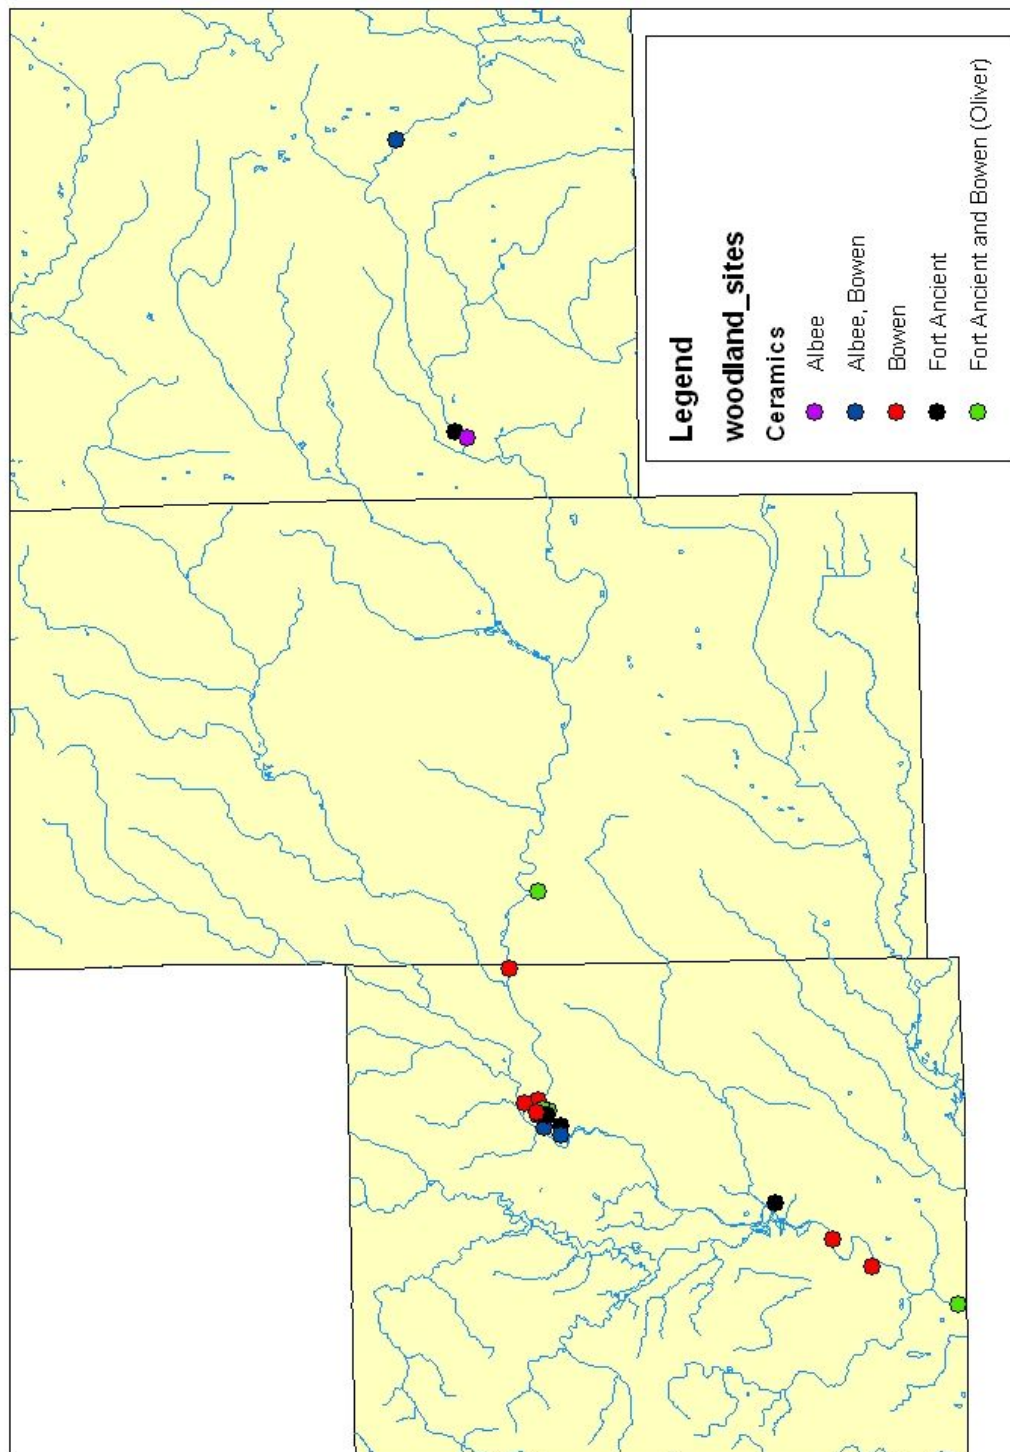 Legend
woodland_sites
Ceramics
Albee
Albee, Bowen
Bowen
Fort Ancient
Fort Ancient and Bowen (Oliver)